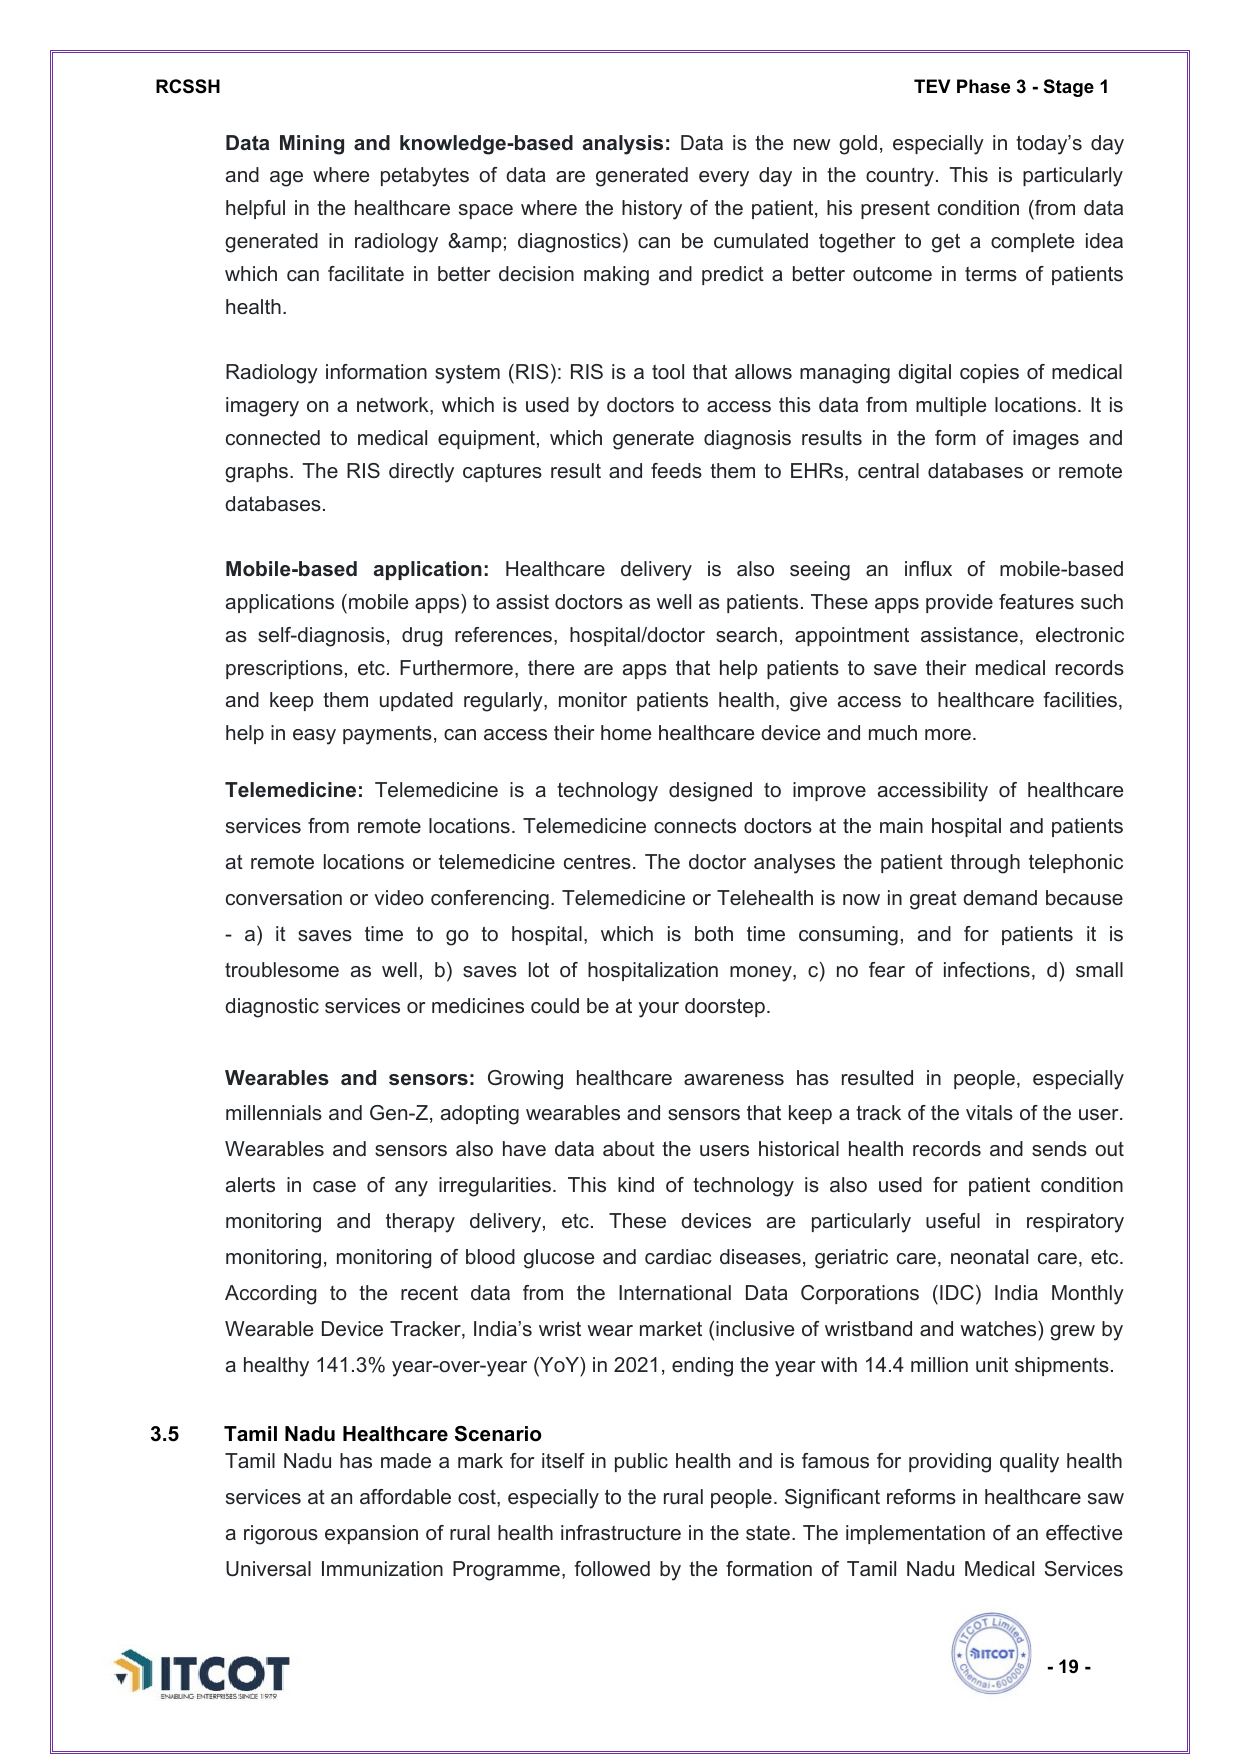 RCSSH TEV Phase 3 - Stage 1
Data Mining and knowledge-based analysis: Data is the new gold, especially in today’s day
and age where petabytes of data are generated every day in the country. This is particularly
helpful in the healthcare space where the history of the patient, his present condition (from data
generated in radiology &amp; diagnostics) can be cumulated together to get a complete idea
which can facilitate in better decision making and predict a better outcome in terms of patients
health.
Radiology information system (RIS): RIS is a tool that allows managing digital copies of medical
imagery on a network, which is used by doctors to access this data from multiple locations. It is
connected to medical equipment, which generate diagnosis results in the form of images and
graphs. The RIS directly captures result and feeds them to EHRs, central databases or remote
databases.
Mobile-based application: Healthcare delivery is also seeing an influx of mobile-based
applications (mobile apps) to assist doctors as well as patients. These apps provide features such
as self-diagnosis, drug references, hospital/doctor search, appointment assistance, electronic
prescriptions, etc. Furthermore, there are apps that help patients to save their medical records
and keep them updated regularly, monitor patients health, give access to healthcare facilities,
help in easy payments, can access their home healthcare device and much more.
Telemedicine: Telemedicine is a technology designed to improve accessibility of healthcare
services from remote locations. Telemedicine connects doctors at the main hospital and patients
at remote locations or telemedicine centres. The doctor analyses the patient through telephonic
conversation or video conferencing. Telemedicine or Telehealth is now in great demand because
- a) it saves time to go to hospital, which is both time consuming, and for patients it is
troublesome as well, b) saves lot of hospitalization money, c) no fear of infections, d) small
diagnostic services or medicines could be at your doorstep.
Wearables and sensors: Growing healthcare awareness has resulted in people, especially
millennials and Gen-Z, adopting wearables and sensors that keep a track of the vitals of the user.
Wearables and sensors also have data about the users historical health records and sends out
alerts in case of any irregularities. This kind of technology is also used for patient condition
monitoring and therapy delivery, etc. These devices are particularly useful in respiratory
monitoring, monitoring of blood glucose and cardiac diseases, geriatric care, neonatal care, etc.
According to the recent data from the International Data Corporations (IDC) India Monthly
Wearable Device Tracker, India’s wrist wear market (inclusive of wristband and watches) grew by
a healthy 141.3% year-over-year (YoY) in 2021, ending the year with 14.4 million unit shipments.
3.5 Tamil Nadu Healthcare Scenario
Tamil Nadu has made a mark for itself in public health and is famous for providing quality health
services at an affordable cost, especially to the rural people. Significant reforms in healthcare saw
a rigorous expansion of rural health infrastructure in the state. The implementation of an effective
Universal Immunization Programme, followed by the formation of Tamil Nadu Medical Services
ITCOT
ENABLING ENTERPRISES SINCE 1979
ITCOT Limited
ITCOT
Chennai-600006
- 19 -